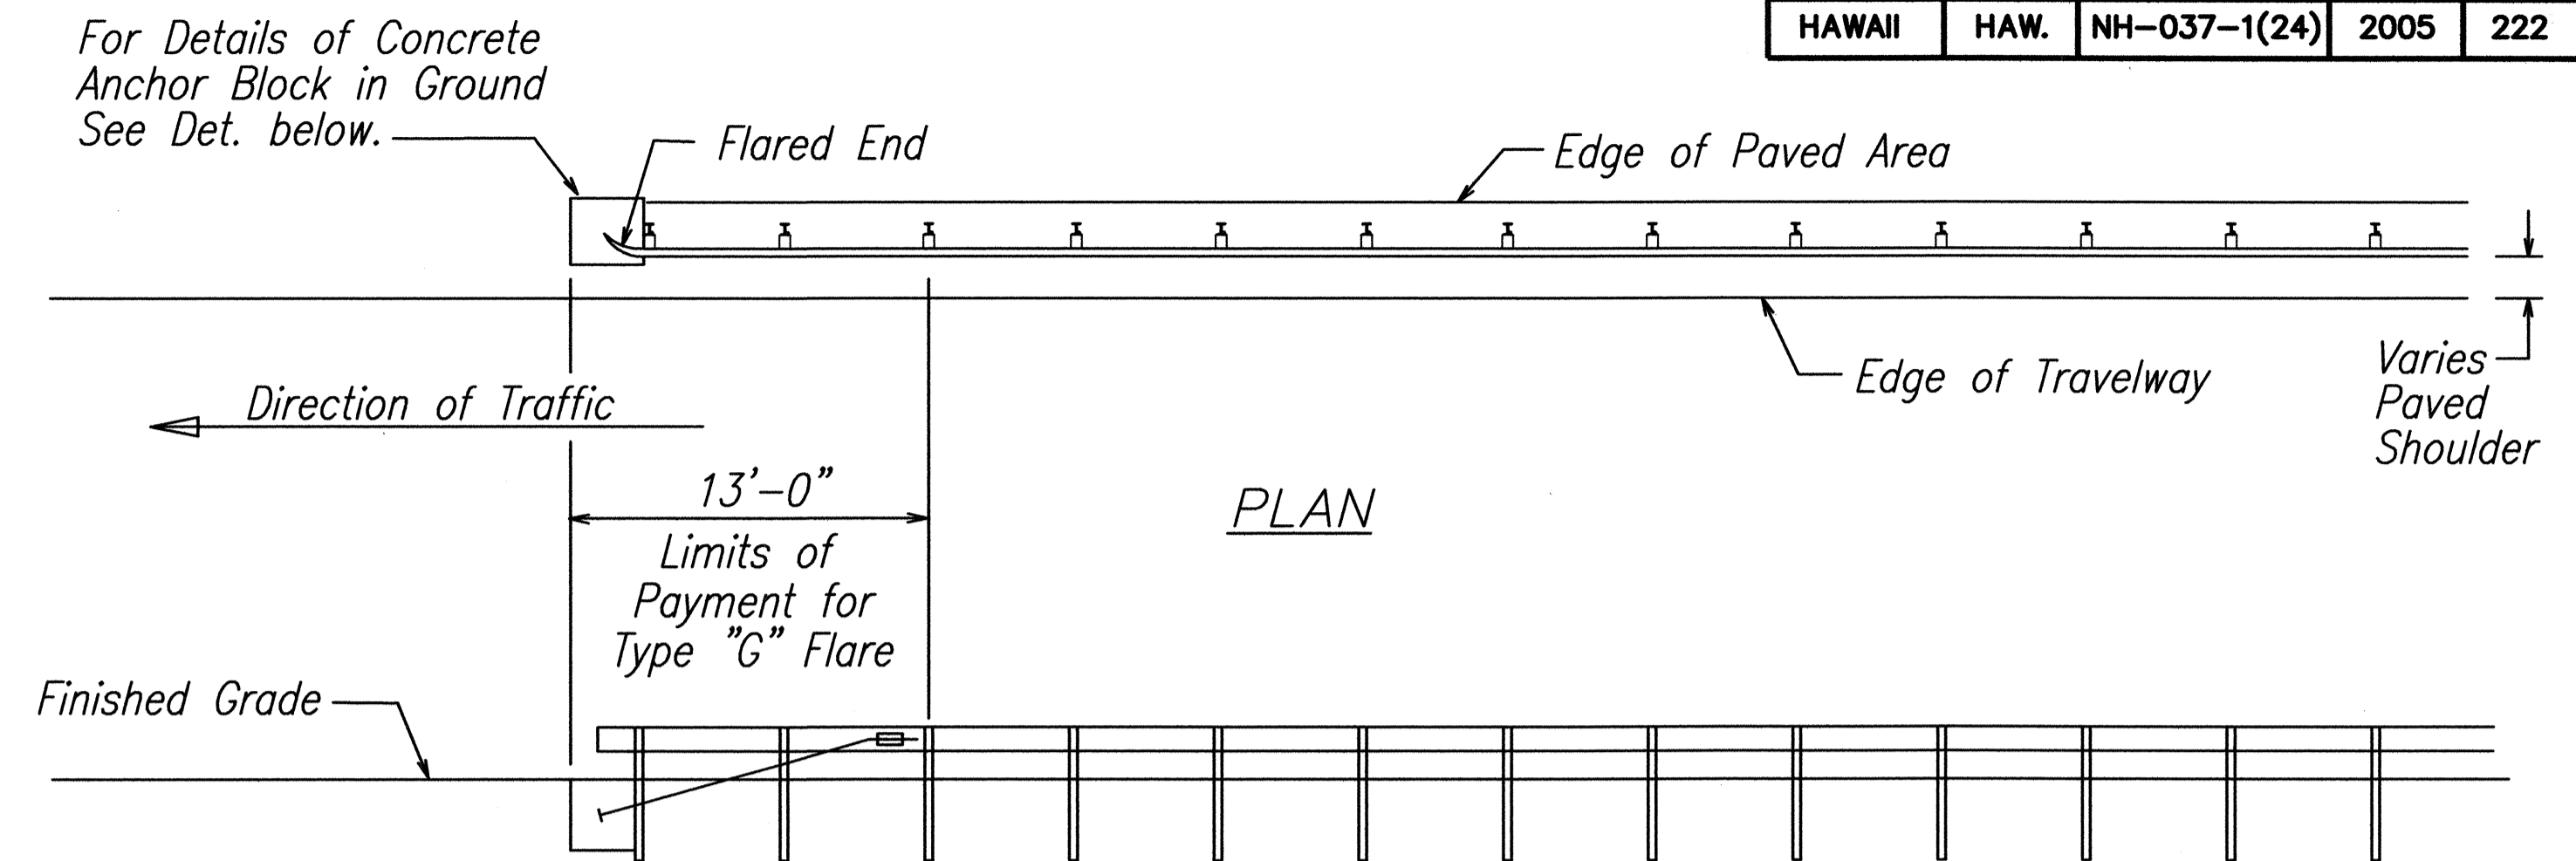 HAWAII HAW. NH-037-1(24) 2005 222
For Details of Concrete
Anchor Block in Ground
See Det. below.
Flared End
Edge of Paved Area
Edge of Travelway
Varies
Paved
Shoulder
Direction of Traffic
13'-0"
Limits of
Payment for
Type "G" Flare
PLAN
Finished Grade